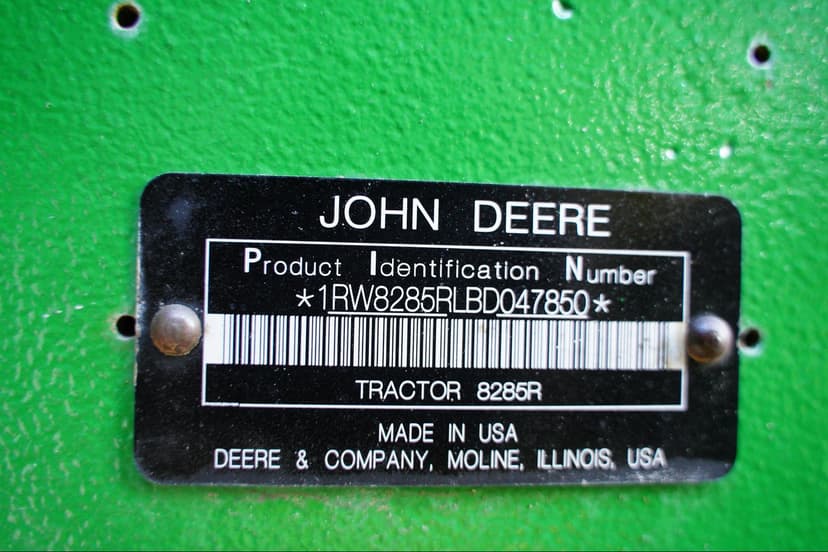 JOHN DEERE
Product Identification Number
*1RW8285RLBD047850*
TRACTOR 8285R
MADE IN USA
DEERE & COMPANY, MOLINE, ILLINOIS, USA